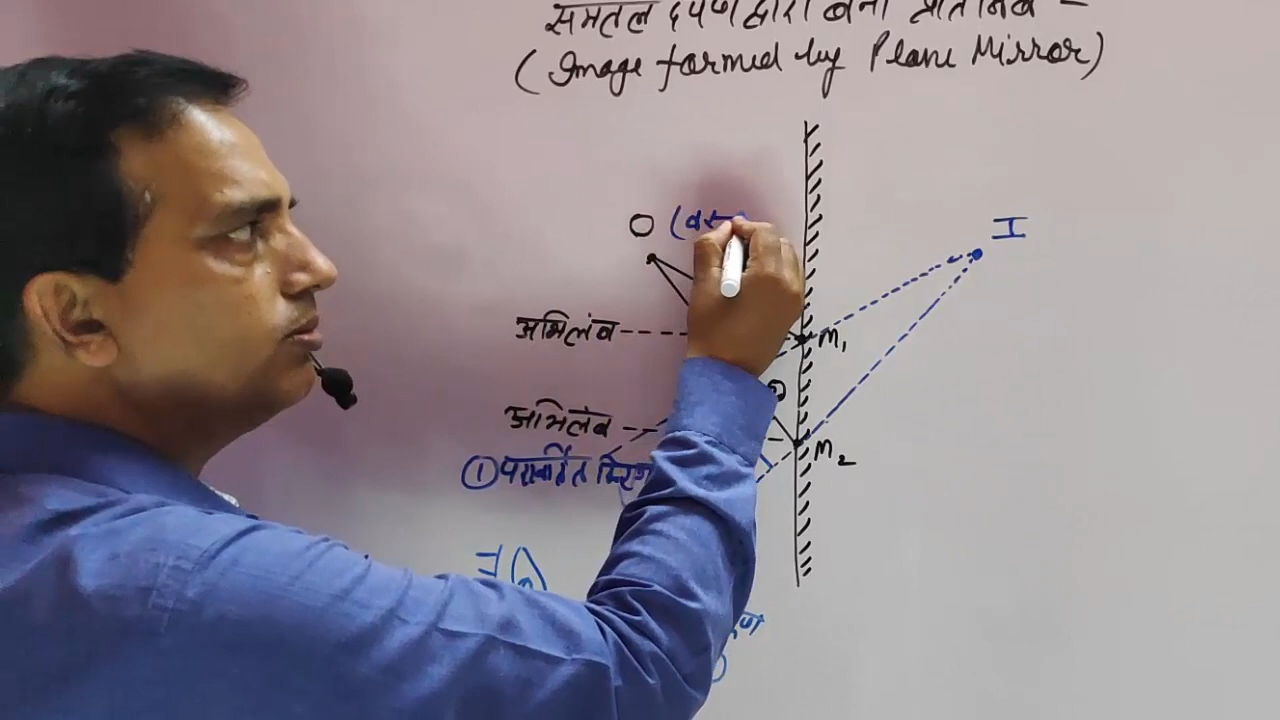 समतल दर्पण द्वारा बना प्रतिबिंब -
(Image formed by Plane Mirror)
O (वस्
I
अभिलंब
M₁
अभिलंब
M₂
① परावर्तित किरण